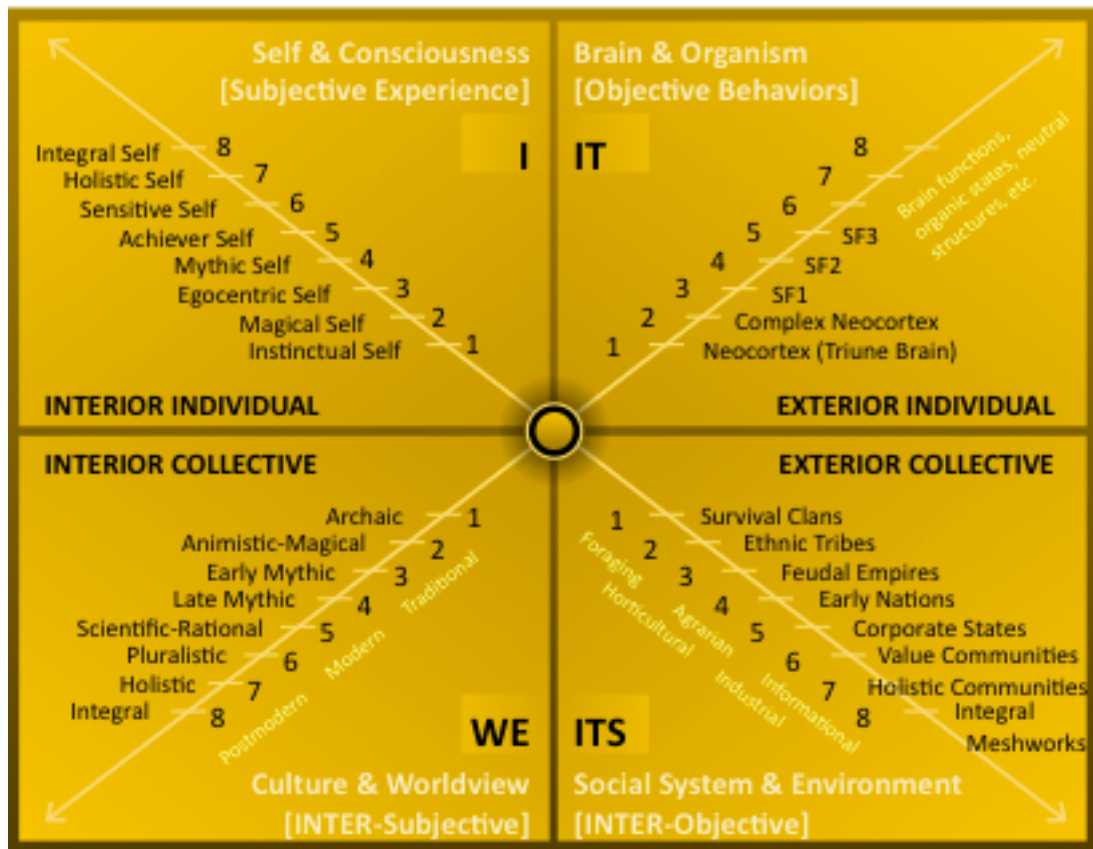 Self & Consciousness
[Subjective Experience]
I
Integral Self 8
Holistic Self 7
Sensitive Self 6
Achiever Self 5
Mythic Self 4
Egocentric Self 3
Magical Self 2
Instinctual Self 1
INTERIOR INDIVIDUAL
Brain & Organism
[Objective Behaviors]
IT
8
7
6
5 SF3
4 SF2
3 SF1
2 Complex Neocortex
1 Neocortex (Triune Brain)
Brain functions,
organic states, neutral
structures, etc.
EXTERIOR INDIVIDUAL
INTERIOR COLLECTIVE
Archaic 1
Animistic-Magical 2
Early Mythic 3
Late Mythic 4
Scientific-Rational 5
Pluralistic 6
Holistic 7
Integral 8
Traditional
Modern
Postmodern
WE
Culture & Worldview
[INTER-Subjective]
EXTERIOR COLLECTIVE
1 Survival Clans
2 Ethnic Tribes
3 Feudal Empires
4 Early Nations
5 Corporate States
6 Value Communities
7 Holistic Communities
8 Integral
Meshworks
Foraging
Horticultural
Agrarian
Industrial
Informational
ITS
Social System & Environment
[INTER-Objective]